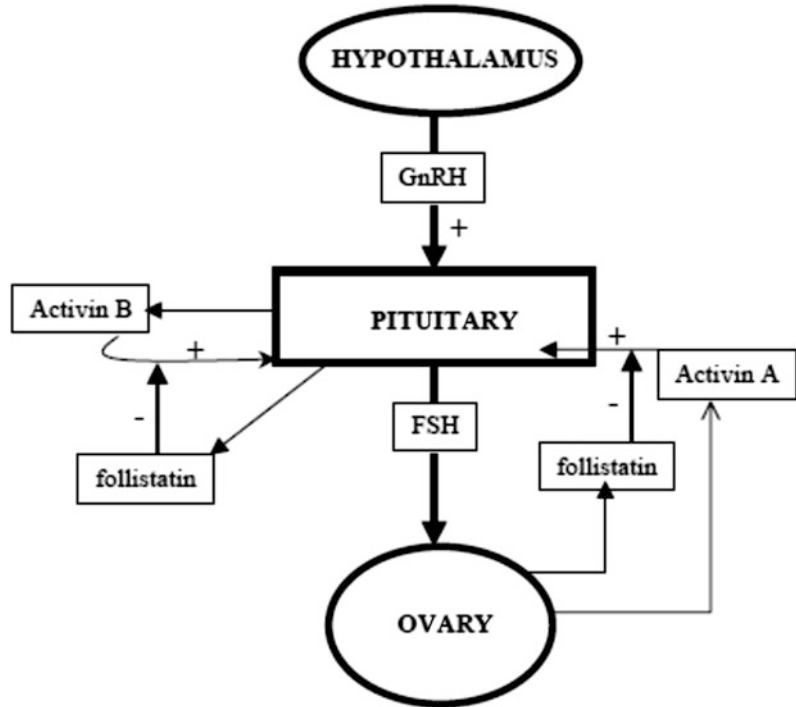 HYPOTHALAMUS
GnRH
+
Activin B
PITUITARY
+
+
Activin A
-
-
FSH
follistatin
follistatin
OVARY